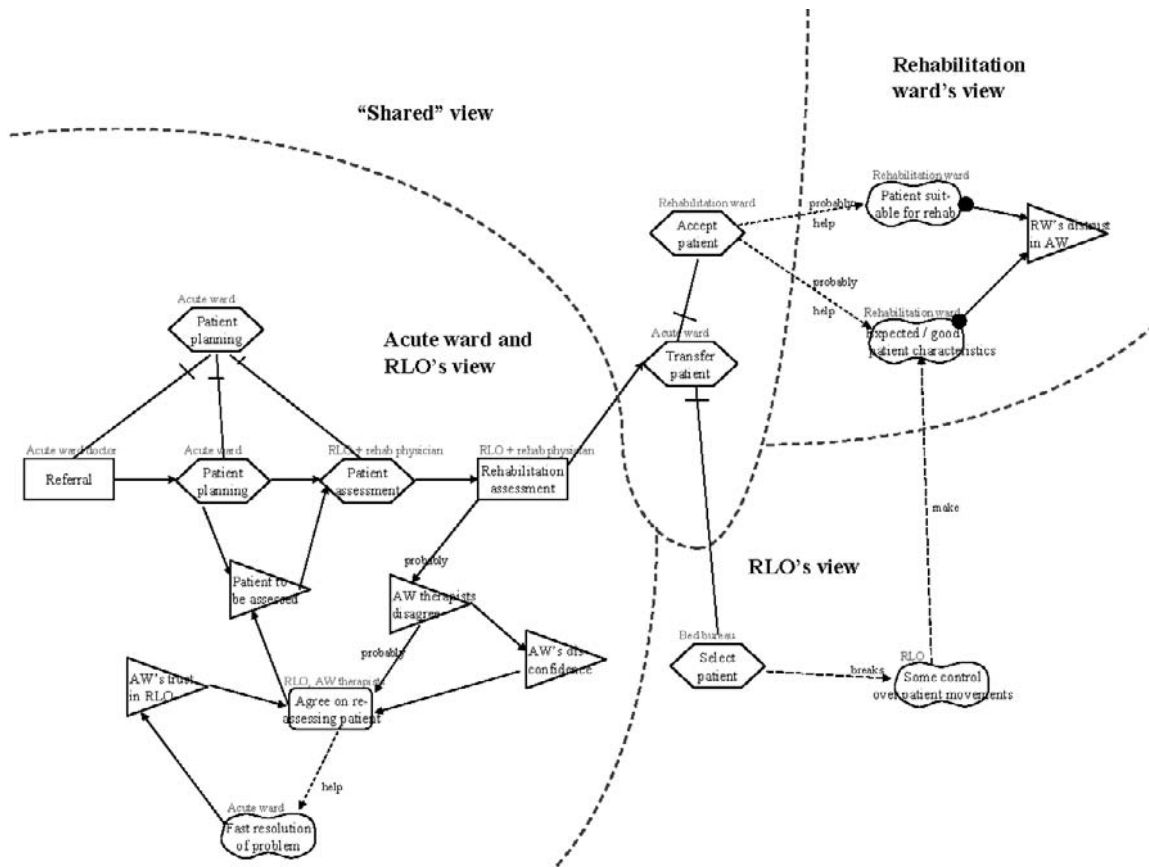 Rehabilitation
ward's view
“Shared” view
Rehabilitation ward
Patient suit-
able for rehab
Rehabilitation ward
Accept
patient
probably
help
RW's distrust
in AW
probably
help
Rehabilitation ward
Expected / good
patient characteristics
Acute ward
Patient
planning
Acute ward and
RLO's view
Acute ward
Transfer
patient
Acute ward doctor
Referral
Acute ward
Patient
planning
RLO + rehab physician
Patient
assessment
RLO + rehab physician
Rehabilitation
assessment
make
probably
RLO's view
Patient to
be assessed
AW therapists
disagree
probably
AW's dis-
confidence
Bed bureau
Select
patient
breaks
RLO
Some control
over patient movements
AW's trust
in RLO
RLO, AW therapists
Agree on re-
assessing patient
help
Acute ward
Fast resolution
of problem